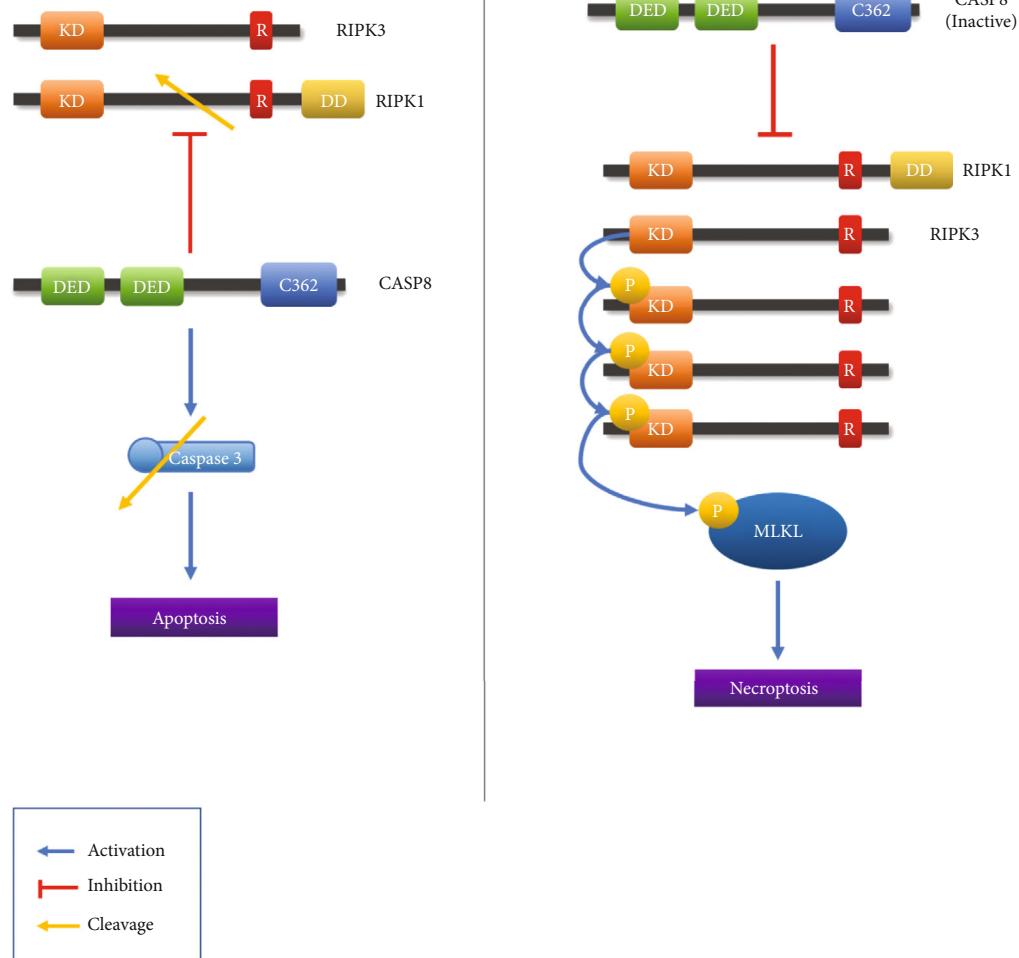 KD
R
RIPK3
KD
R
DD
RIPK1
DED
DED
C362
CASP8
Caspase 3
Apoptosis
DED
DED
C362
CASP8
(Inactive)
KD
R
DD
RIPK1
KD
R
RIPK3
P
KD
R
P
KD
R
P
KD
R
P
MLKL
Necroptosis
Activation
Inhibition
Cleavage